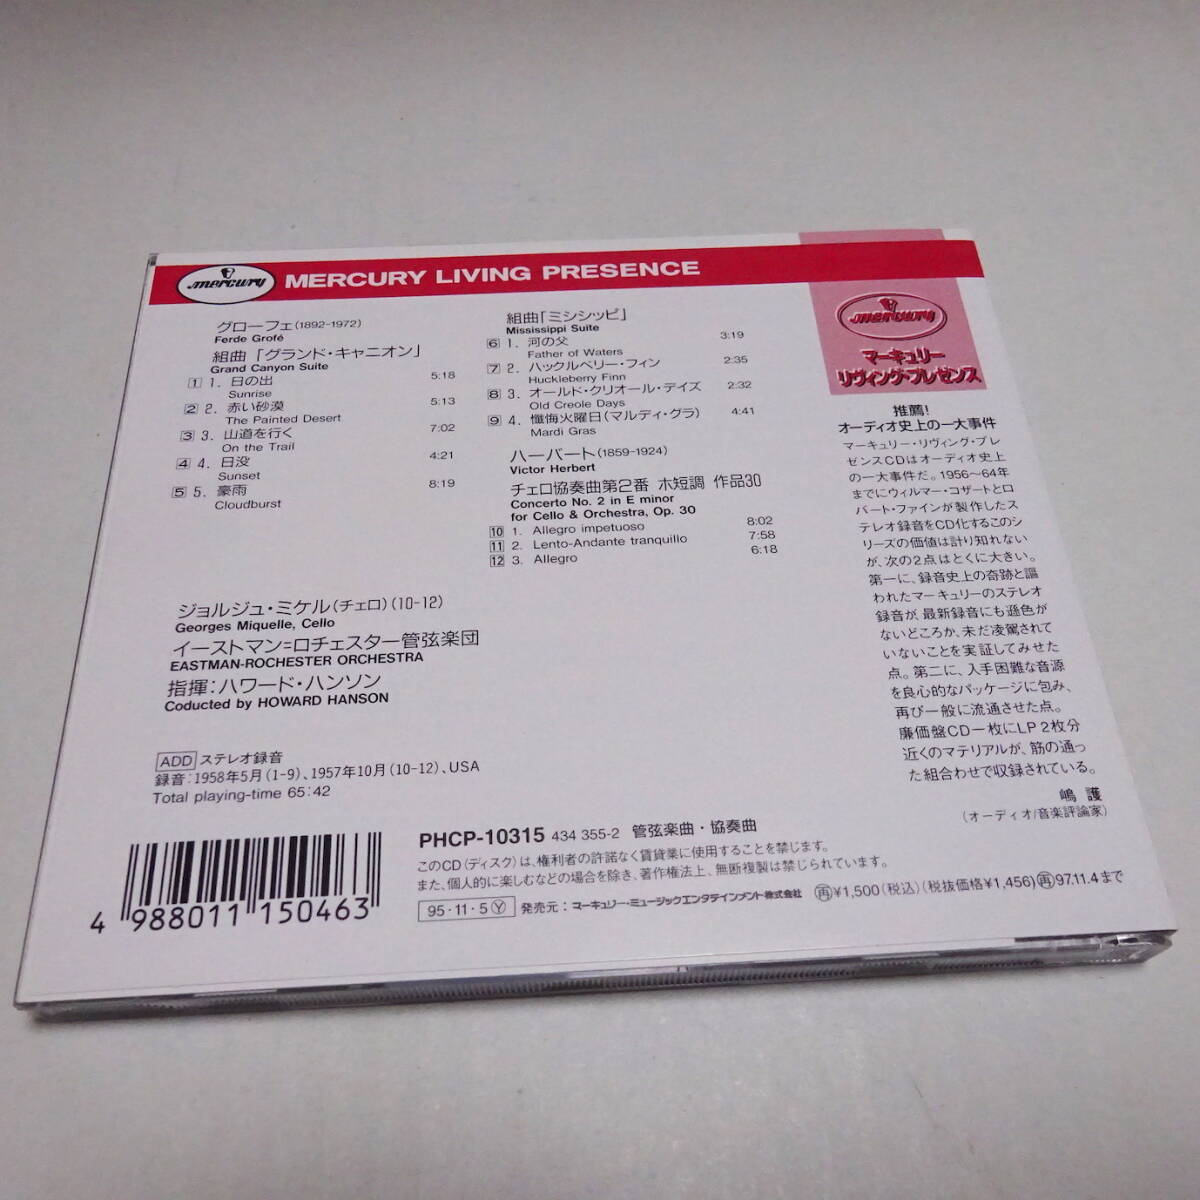 mercury
MERCURY LIVING PRESENCE
グローフェ(1892-1972)
Ferde Grofé
組曲「グランド・キャニオン」
Grand Canyon Suite
1 1. 日の出 5:18
Sunrise
2 2. 赤い砂漠 5:13
The Painted Desert
3 3. 山道を行く 7:02
On the Trail
4 4. 日没 4:21
Sunset
5 5. 豪雨 8:19
Cloudburst
組曲「ミシシッピ」
Mississippi Suite
6 1. 河の父 3:19
Father of Waters
7 2. ハックルベリー・フィン 2:35
Huckleberry Finn
8 3. オールド・クリオール・デイズ 2:32
Old Creole Days
9 4. 懺悔火曜日(マルディ・グラ) 4:41
Mardi Gras
ハーバート(1859-1924)
Victor Herbert
チェロ協奏曲第2番 ホ短調 作品30
Concerto No. 2 in E minor
for Cello & Orchestra, Op. 30
10 1. Allegro impetuoso 8:02
11 2. Lento-Andante tranquillo 7:58
12 3. Allegro 6:18
ジョルジュ・ミケル(チェロ)(10-12)
Georges Miquelle, Cello
イーストマン=ロチェスター管弦楽団
EASTMAN-ROCHESTER ORCHESTRA
指揮:ハワード・ハンソン
Coducted by HOWARD HANSON
ADD ステレオ録音
録音:1958年5月(1-9)、1957年10月(10-12)、USA
Total playing-time 65:42
mercury
マーキュリー
リヴィング・プレゼンス
推薦!
オーディオ史上の一大事件
マーキュリー・リヴィング・プレ
ゼンスCDはオーディオ史上
の一大事件だ。1956〜64年
までにウィルマー・コザートとロ
バート・ファインが製作したス
テレオ録音をCD化するこのシ
リーズの価値は計り知れない
が、次の2点はとくに大きい。
第一に、録音史上の奇跡と謳
われたマーキュリーのステレオ
録音が、最新録音にも遜色が
ないどころか、未だ凌駕されて
いないことを実証してみせた
点。第二に、入手困難な音源
を良心的なパッケージに包み、
再び一般に流通させた点。
廉価盤CD一枚にLP2枚分
近くのマテリアルが、筋の通っ
た組合わせで収録されている。
嶋 護
(オーディオ/音楽評論家)
4 988011 150463
PHCP-10315 434 355-2 管弦楽曲・協奏曲
このCD(ディスク)は、権利者の許諾なく賃貸業に使用することを禁じます。
また、個人的に楽しむなどの場合を除き、著作権法上、無断複製は禁じられています。
95・11・5 Ⓨ 発売元:マーキュリー・ミュージックエンタテインメント株式会社 再¥1,500(税込)(税抜価格¥1,456)再97.11.4まで